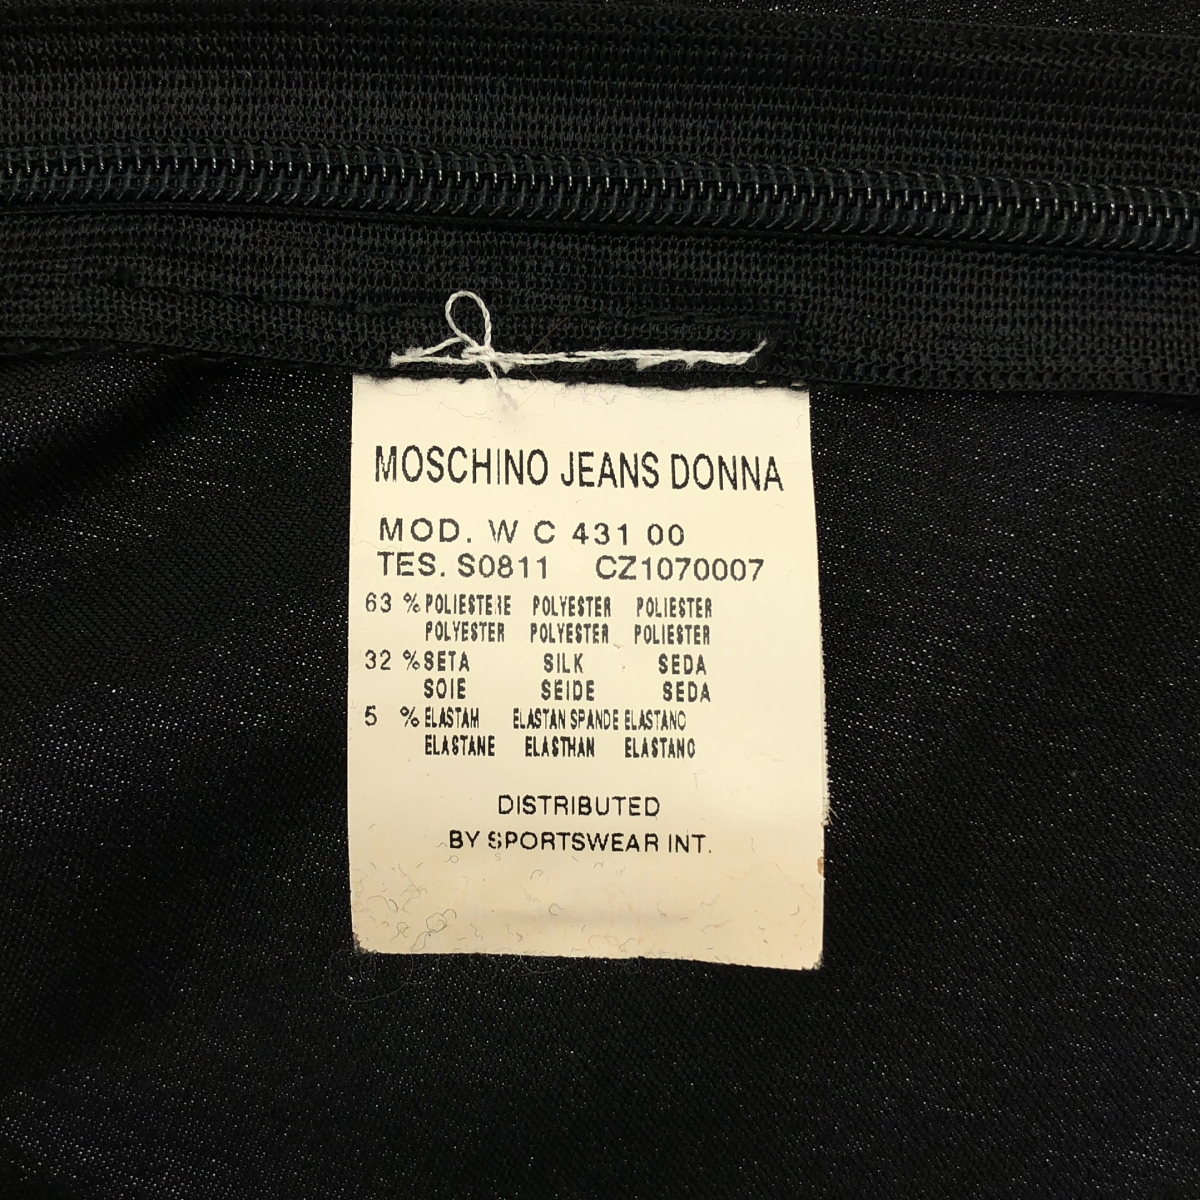 MOSCHINO JEANS DONNA
MOD. W C 431 00
TES. S0811 CZ1070007
63 % POLIESTERE POLYESTER POLIESTER
POLYESTER POLYESTER POLIESTER
32 % SETA SILK SEDA
SOIE SEIDE SEDA
5 % ELASTAM ELASTAN SPANDE ELASTANO
ELASTANE ELASTHAN ELASTANO
DISTRIBUTED
BY SPORTSWEAR INT.